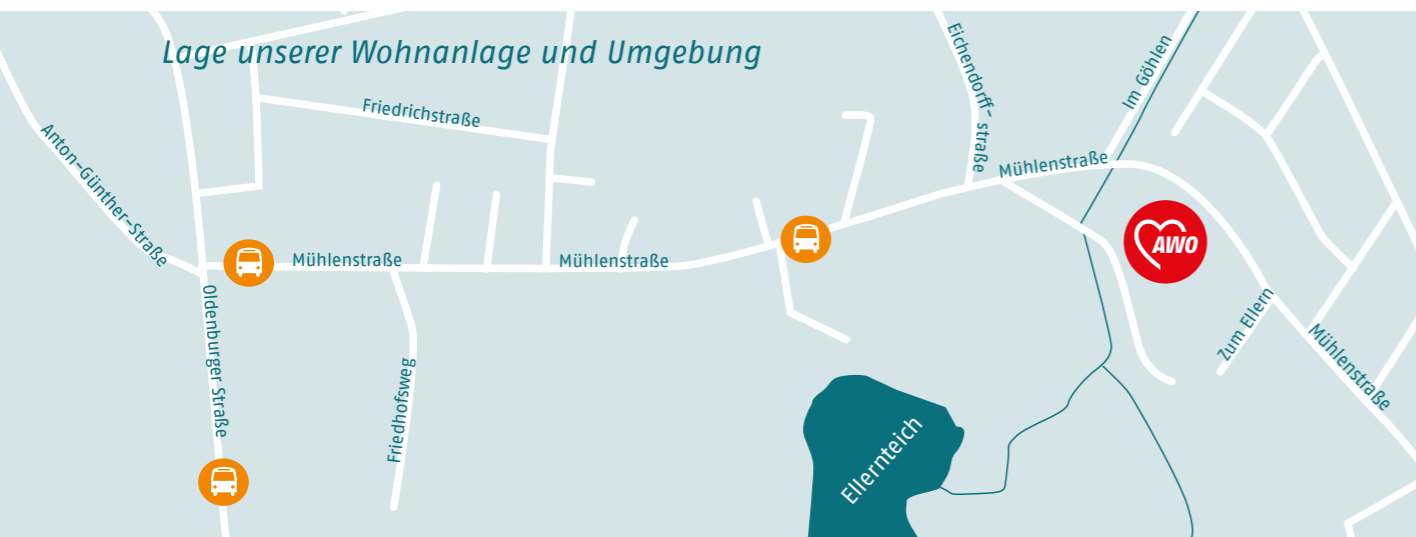 Lage unserer Wohnanlage und Umgebung
Eichendorff-
straße
Im Göhlen
Friedrichstraße
Anton-Günther-Straße
Mühlenstraße
AWO
Mühlenstraße
Mühlenstraße
Oldenburger Straße
Zum Ellern
Mühlenstraße
Friedhofsweg
Ellernteich